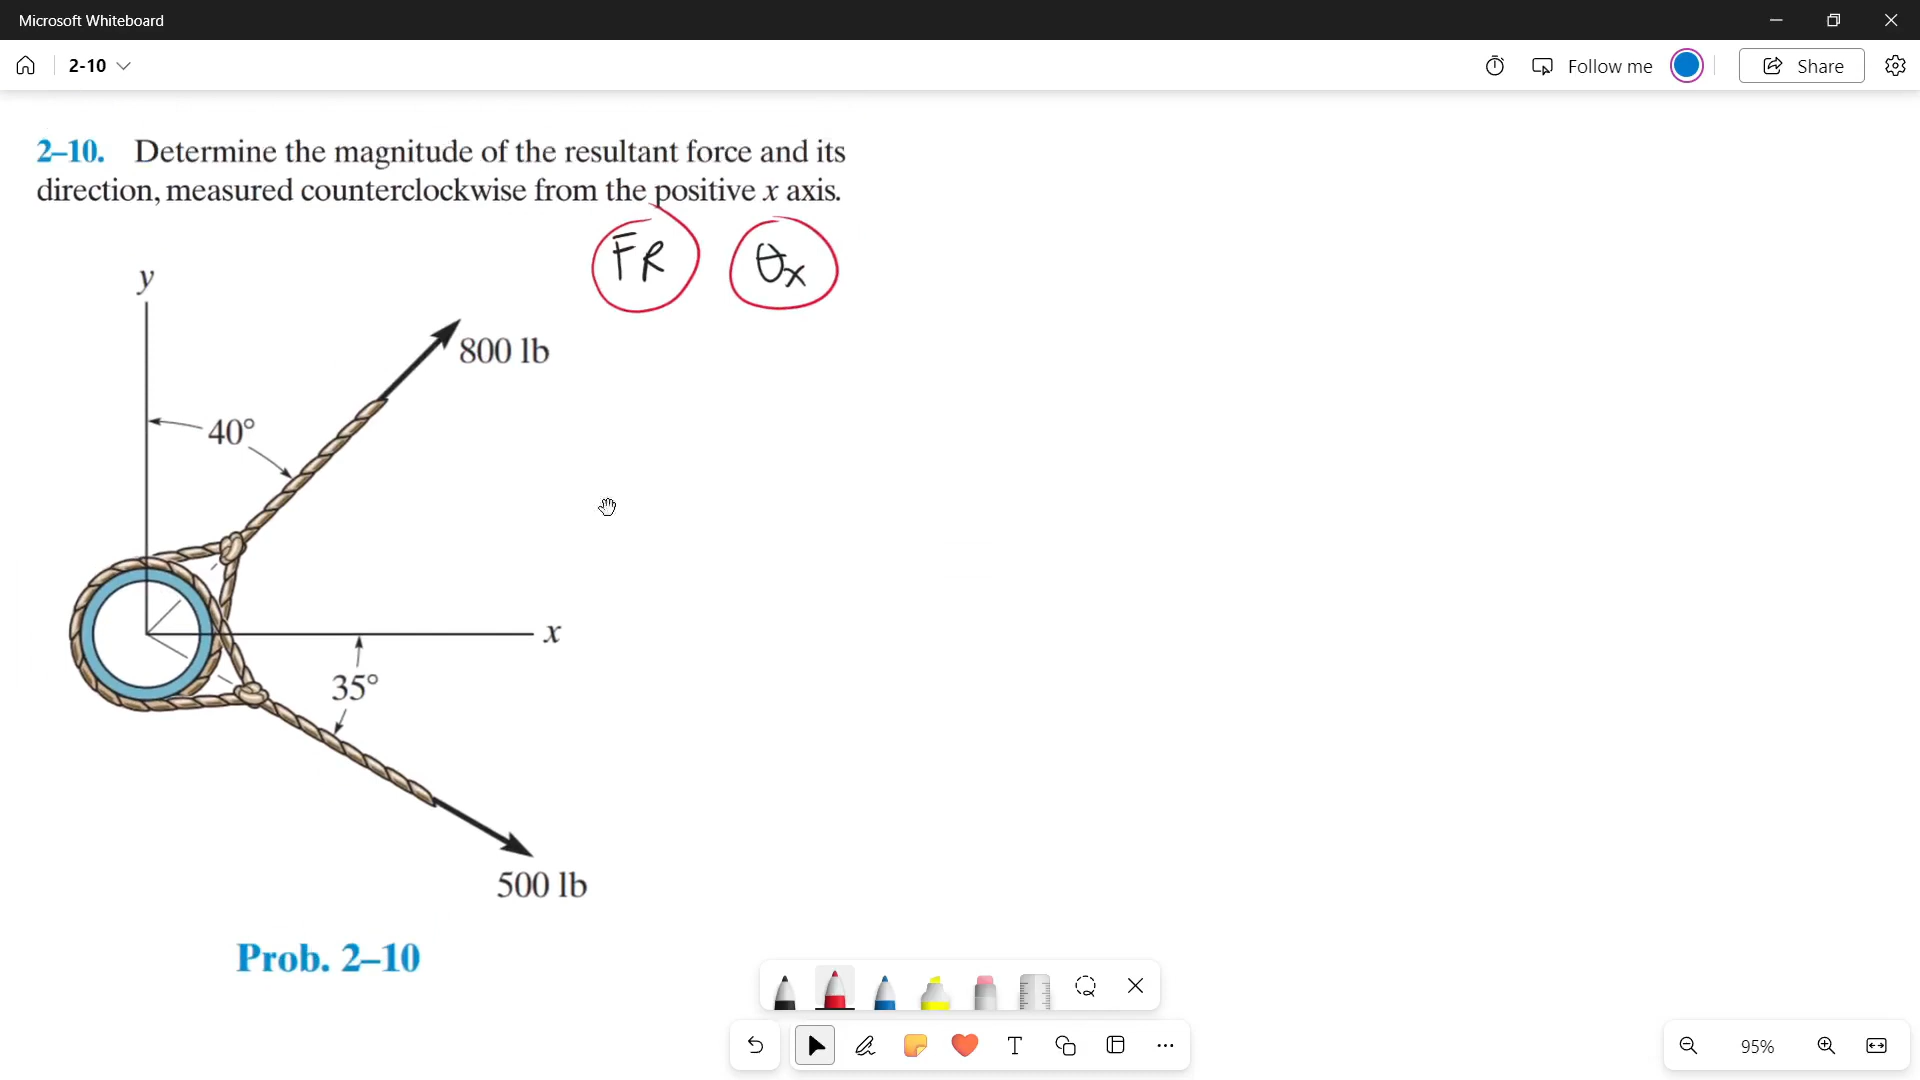 Microsoft Whiteboard
2-10
Follow me
Share
2–10. Determine the magnitude of the resultant force and its
direction, measured counterclockwise from the positive x axis.
FR θx
y
800 lb
40°
x
35°
500 lb
Prob. 2–10
T
95%